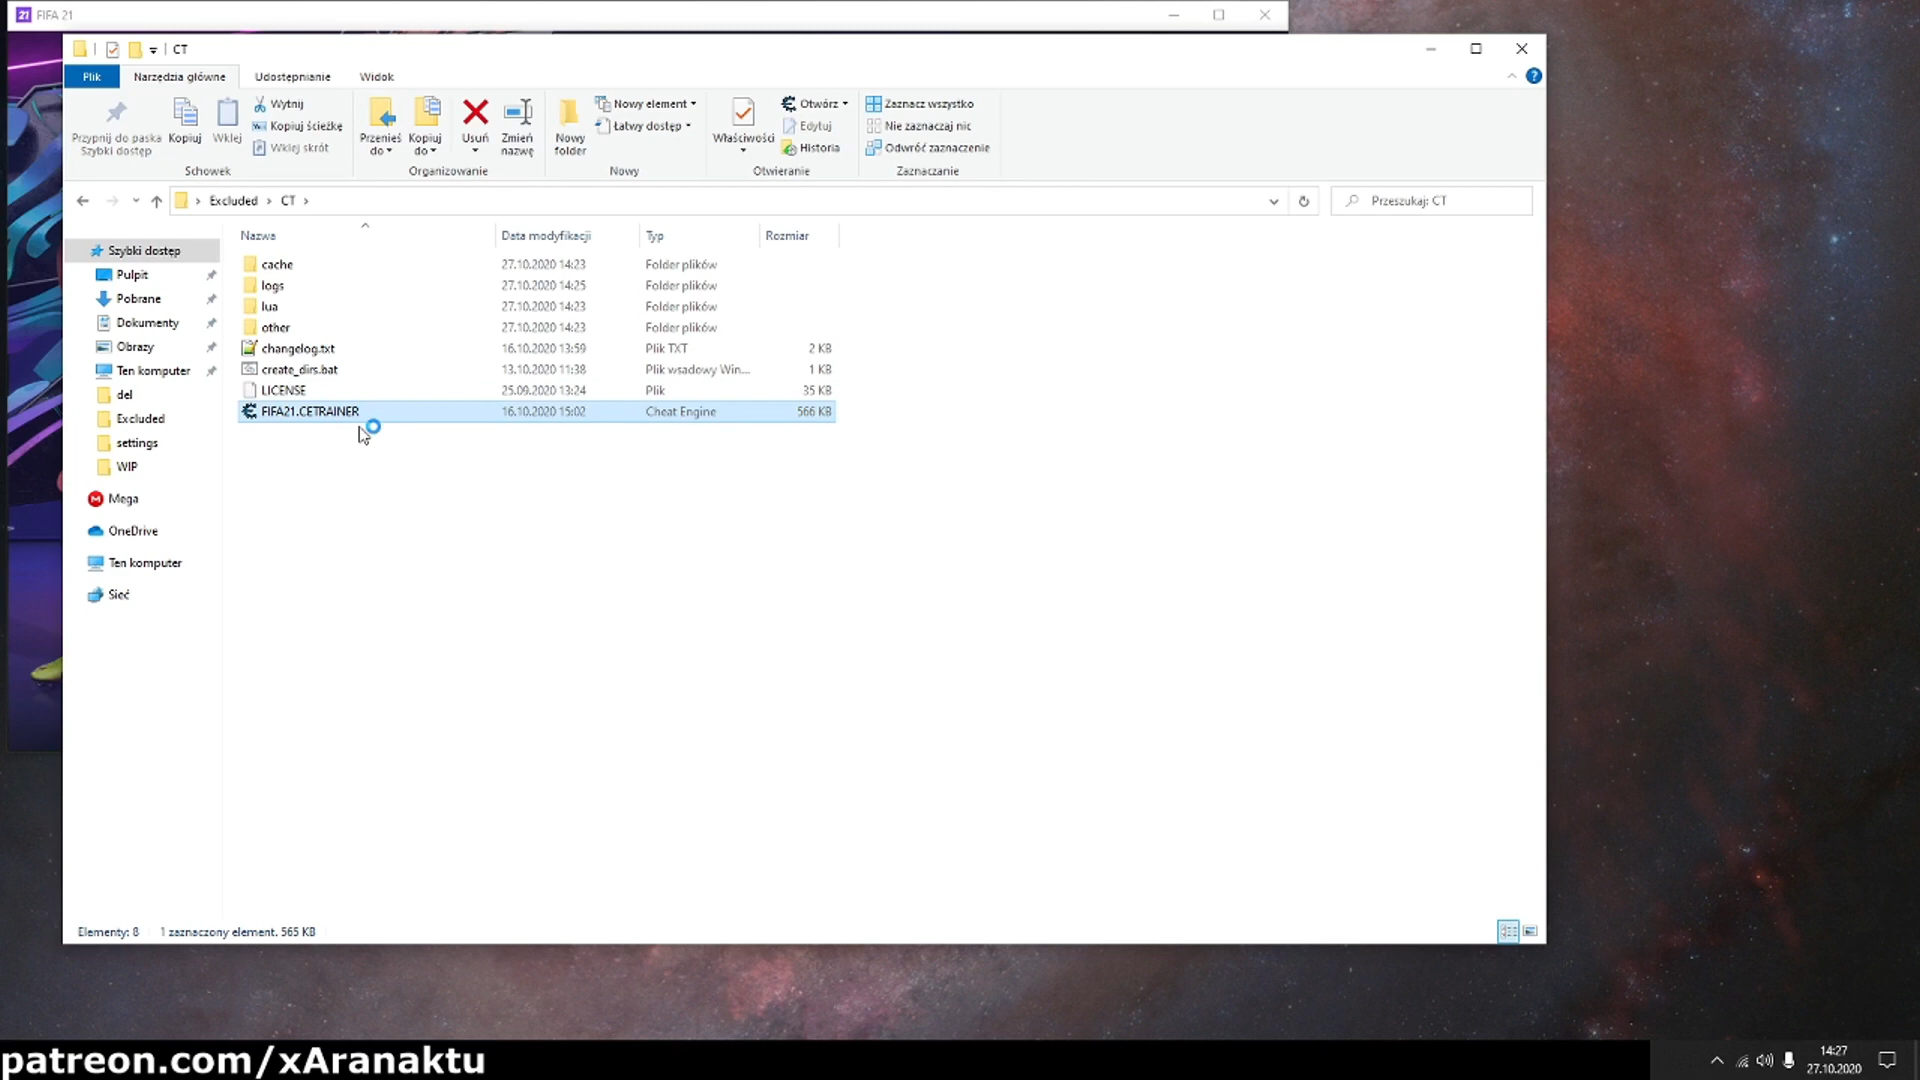 FIFA 21
CT
Plik
Narzędzia główne
Udostępnianie
Widok
Przypnij do paska
Szybki dostęp
Kopiuj
Wklej
Wytnij
Kopiuj ścieżkę
Wklej skrót
Schowek
Przenieś
do
Kopiuj
do
Usuń
Zmień
nazwę
Organizowanie
Nowy
folder
Nowy element
Łatwy dostęp
Nowy
Właściwości
Otwórz
Edytuj
Historia
Otwieranie
Zaznacz wszystko
Nie zaznaczaj nic
Odwróć zaznaczenie
Zaznaczanie
Excluded > CT >
Przeszukaj: CT
Nazwa Data modyfikacji Typ Rozmiar
cache 27.10.2020 14:23 Folder plików
logs 27.10.2020 14:25 Folder plików
lua 27.10.2020 14:23 Folder plików
other 27.10.2020 14:23 Folder plików
changelog.txt 16.10.2020 13:59 Plik TXT 2 KB
create_dirs.bat 13.10.2020 11:38 Plik wsadowy Win... 1 KB
LICENSE 25.09.2020 13:24 Plik 35 KB
FIFA21.CETRAINER 16.10.2020 15:02 Cheat Engine 566 KB
Szybki dostęp
Pulpit
Pobrane
Dokumenty
Obrazy
Ten komputer
del
Excluded
settings
WIP
Mega
OneDrive
Ten komputer
Sieć
Elementy: 8 1 zaznaczony element. 565 KB
patreon.com/xAranaktu
14:27
27.10.2020